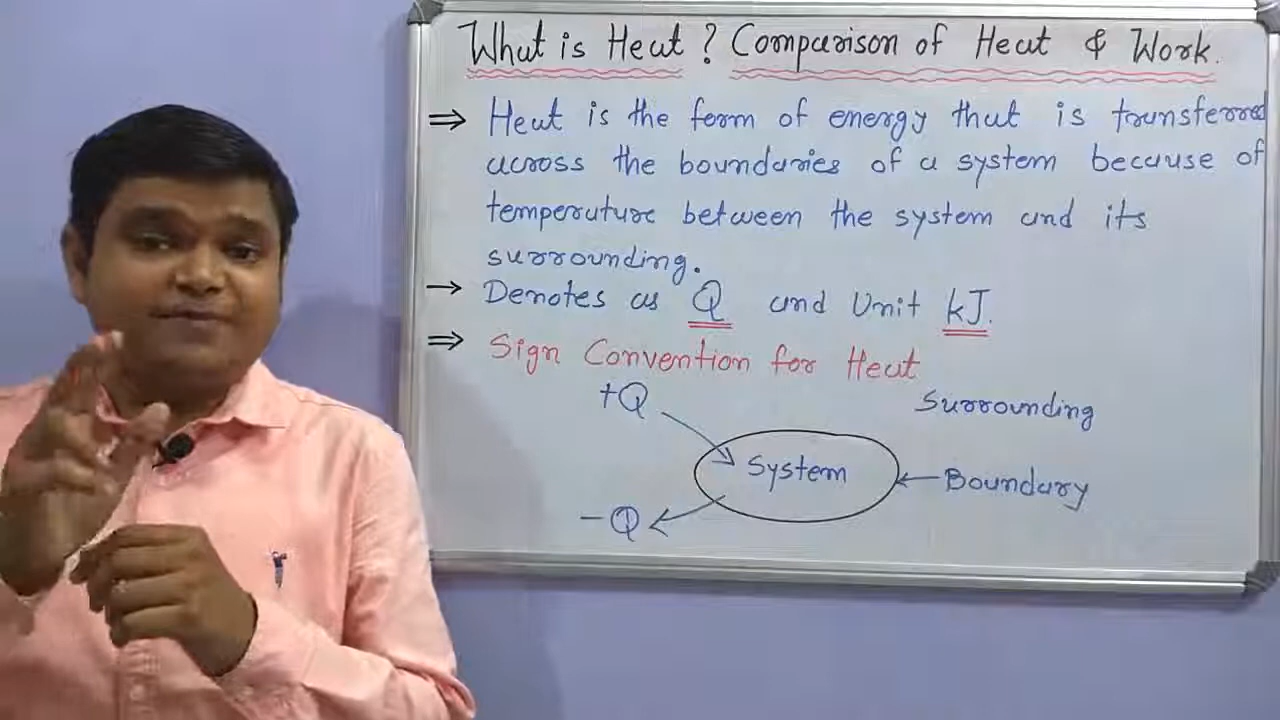 What is Heat ? Comparison of Heat & Work.
⇒ Heat is the form of energy that is transferred
across the boundaries of a system because of
temperature between the system and its
surrounding.
→ Denotes as Q and Unit kJ.
⇒ Sign Convention for Heat
+Q
Surrounding
System
← Boundary
-Q